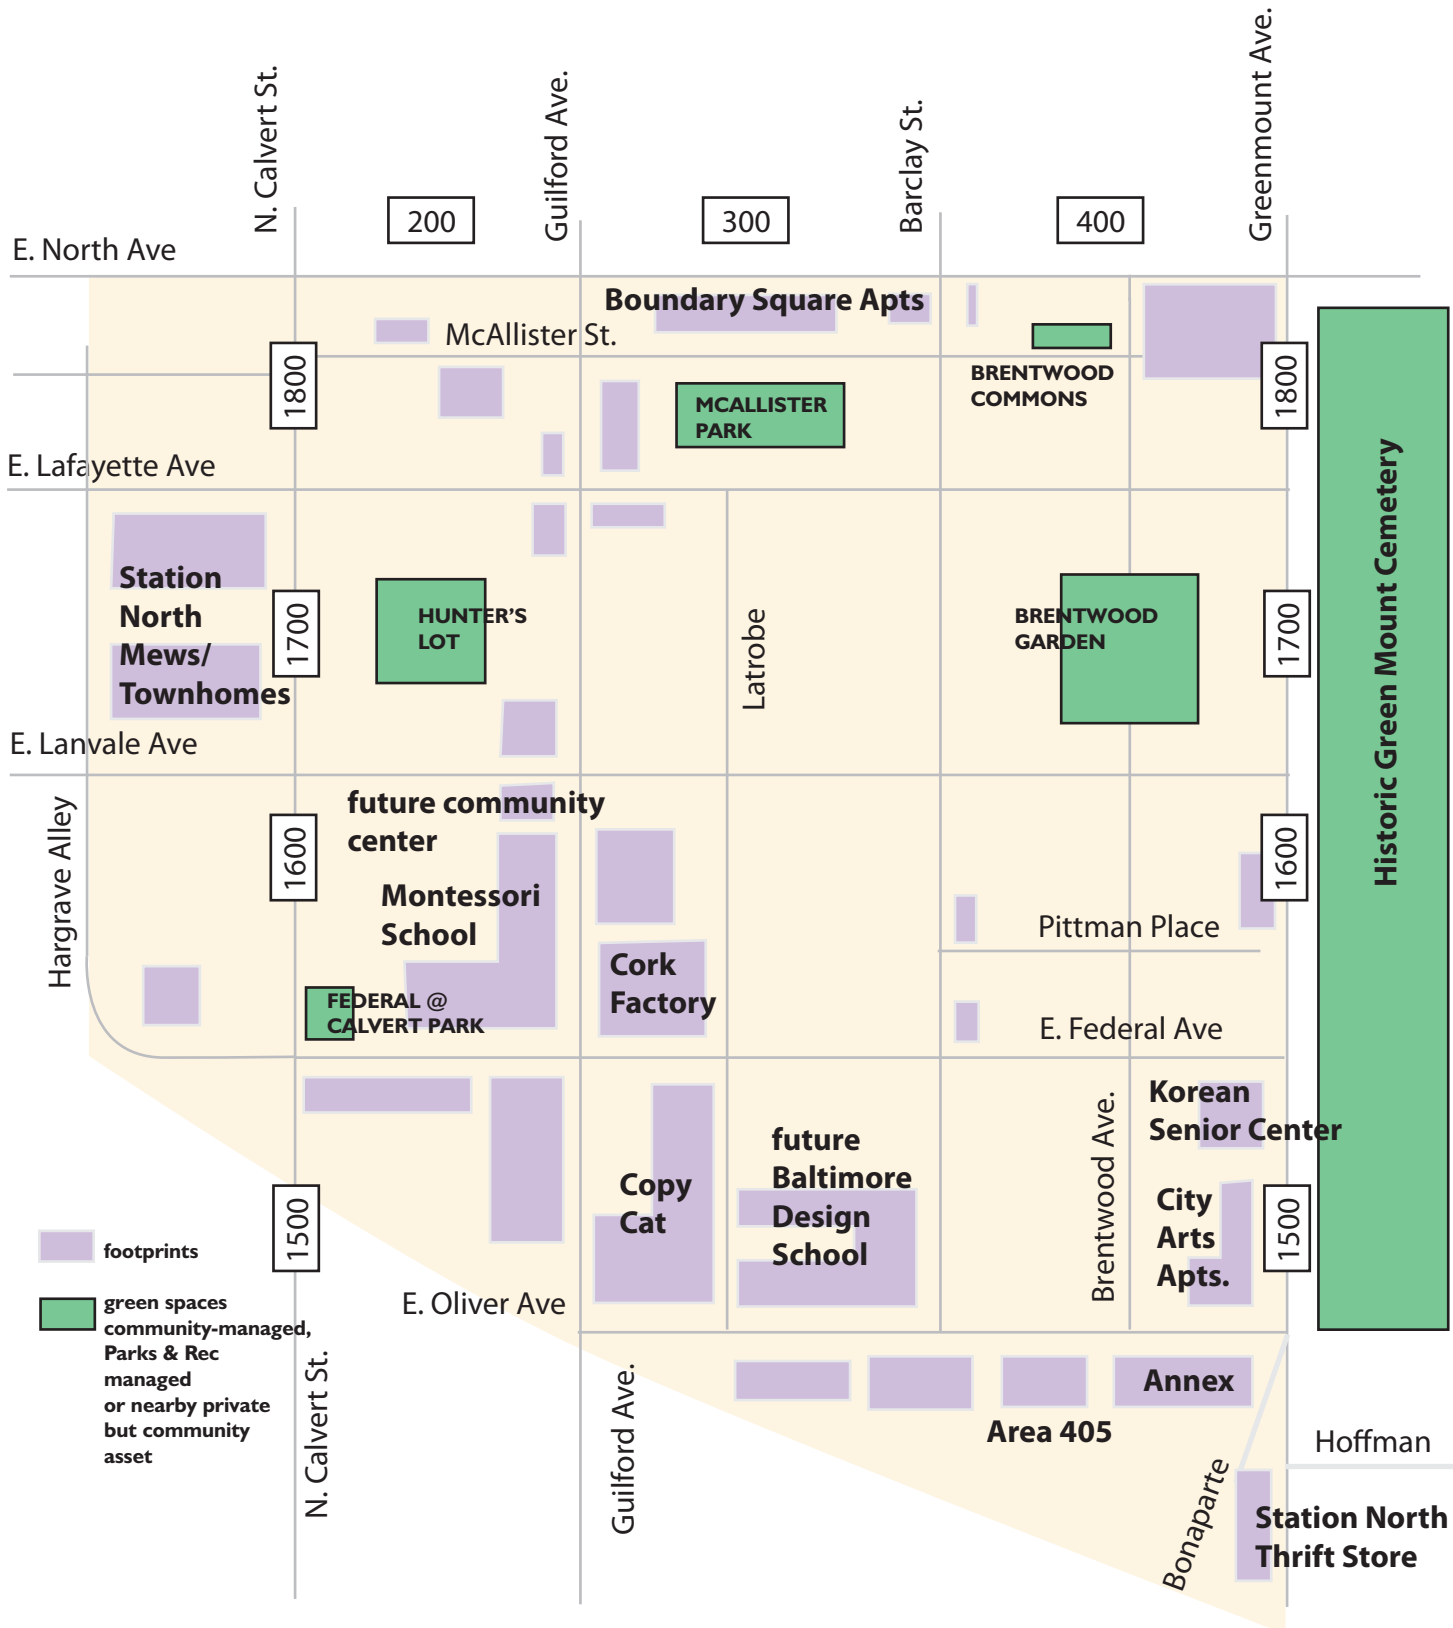 N. Calvert St.
Guilford Ave.
Barclay St.
Greenmount Ave.
200
300
400
E. North Ave
Boundary Square Apts
McAllister St.
1800
1800
BRENTWOOD
COMMONS
MCALLISTER
PARK
E. Lafayette Ave
Historic Green Mount Cemetery
Station
North
Mews/
Townhomes
1700
HUNTER’S
LOT
Latrobe
BRENTWOOD
GARDEN
1700
E. Lanvale Ave
Hargrave Alley
future community
center
1600
1600
Montessori
School
Pittman Place
Cork
Factory
FEDERAL @
CALVERT PARK
E. Federal Ave
Korean
Senior Center
Brentwood Ave.
future
Baltimore
Design
School
Copy
Cat
City
Arts
Apts.
1500
1500
footprints
green spaces
community-managed,
Parks & Rec
managed
or nearby private
but community
asset
E. Oliver Ave
N. Calvert St.
Guilford Ave.
Annex
Area 405
Hoffman
Bonaparte
Station North
Thrift Store